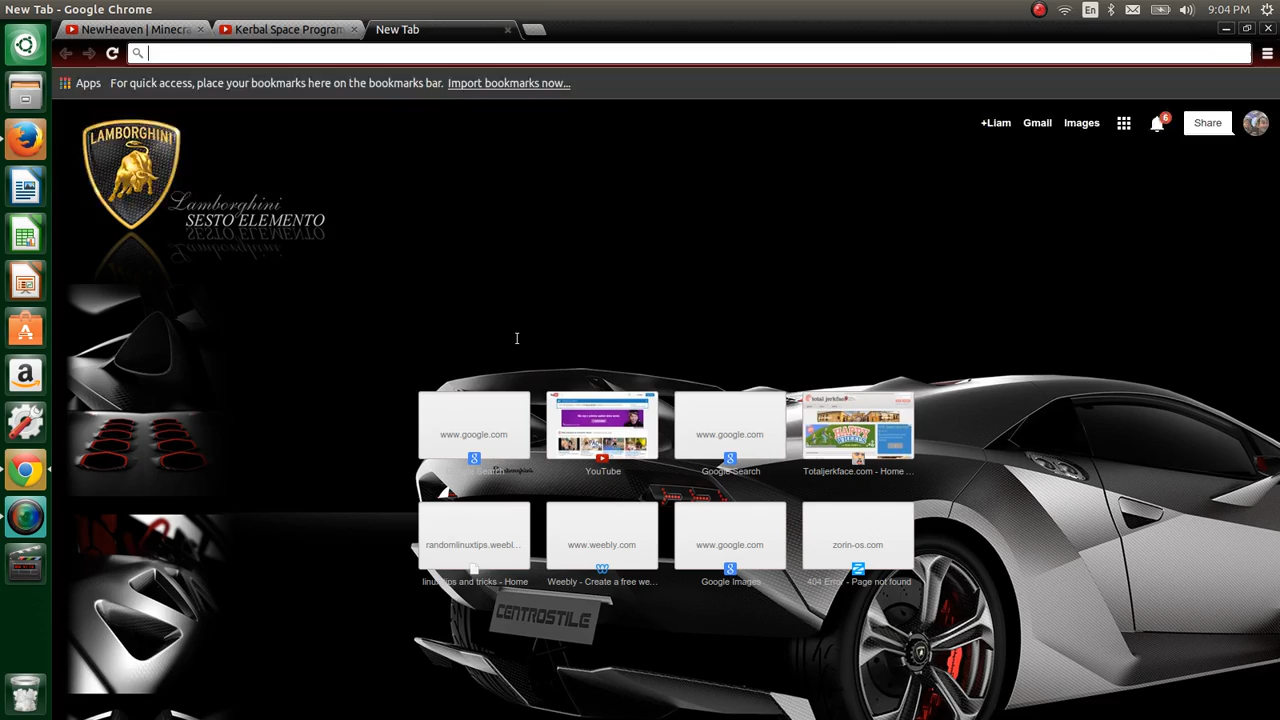 New Tab - Google Chrome
En
9:04 PM
NewHeaven | Minecra
Kerbal Space Program
New Tab
Apps
For quick access, place your bookmarks here on the bookmarks bar. Import bookmarks now...
+Liam
Gmail
Images
6
Share
LAMBORGHINI
Lamborghini
SESTO ELEMENTO
www.google.com
www.google.com
Search
YouTube
Google Search
Totaljerkface.com - Home ...
randomlinuxtips.weebl...
www.weebly.com
www.google.com
zorin-os.com
linux tips and tricks - Home
Weebly - Create a free we...
Google Images
404 Error - Page not found
CENTROSTILE